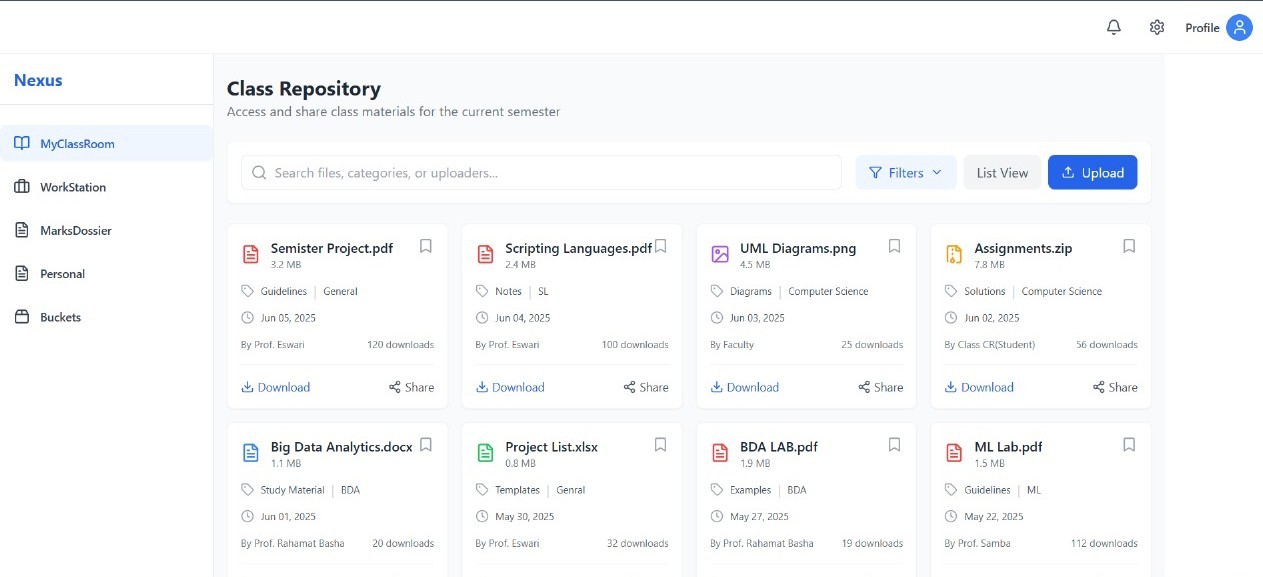 Profile
Nexus
MyClassRoom
WorkStation
MarksDossier
Personal
Buckets
Class Repository
Access and share class materials for the current semester
Search files, categories, or uploaders...
Filters
List View
Upload
Semister Project.pdf
3.2 MB
Guidelines | General
Jun 05, 2025
By Prof. Eswari 120 downloads
Download Share
Scripting Languages.pdf
2.4 MB
Notes | SL
Jun 04, 2025
By Prof. Eswari 100 downloads
Download Share
UML Diagrams.png
4.5 MB
Diagrams | Computer Science
Jun 03, 2025
By Faculty 25 downloads
Download Share
Assignments.zip
7.8 MB
Solutions | Computer Science
Jun 02, 2025
By Class CR(Student) 56 downloads
Download Share
Big Data Analytics.docx
1.1 MB
Study Material | BDA
Jun 01, 2025
By Prof. Rahamat Basha 20 downloads
Project List.xlsx
0.8 MB
Templates | Genral
May 30, 2025
By Prof. Eswari 32 downloads
BDA LAB.pdf
1.9 MB
Examples | BDA
May 27, 2025
By Prof. Rahamat Basha 19 downloads
ML Lab.pdf
1.5 MB
Guidelines | ML
May 22, 2025
By Prof. Samba 112 downloads